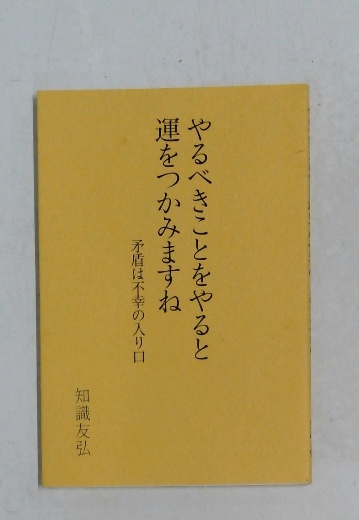 やるべきことをやると
運をつかみますね
矛盾は不幸の入り口
知識友弘